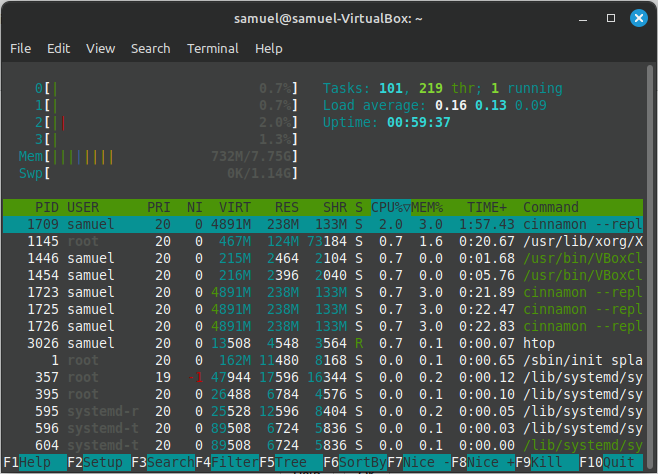 samuel@samuel-VirtualBox: ~
File Edit View Search Terminal Help
0[| 0.7%] Tasks: 101, 219 thr; 1 running
1[| 0.7%] Load average: 0.16 0.13 0.09
2[|| 2.0%] Uptime: 00:59:37
3[| 1.3%]
Mem[|||||||| 732M/7.75G]
Swp[ 0K/1.14G]
PID USER PRI NI VIRT RES SHR S CPU%▽MEM% TIME+ Command
1709 samuel 20 0 4891M 238M 133M S 2.0 3.0 1:57.43 cinnamon --repl
1145 root 20 0 467M 124M 73184 S 0.7 1.6 0:20.67 /usr/lib/xorg/X
1446 samuel 20 0 215M 2464 2104 S 0.7 0.0 0:01.68 /usr/bin/VBoxCl
1454 samuel 20 0 216M 2396 2040 S 0.7 0.0 0:05.76 /usr/bin/VBoxCl
1723 samuel 20 0 4891M 238M 133M S 0.7 3.0 0:21.89 cinnamon --repl
1725 samuel 20 0 4891M 238M 133M S 0.7 3.0 0:22.47 cinnamon --repl
1726 samuel 20 0 4891M 238M 133M S 0.7 3.0 0:22.83 cinnamon --repl
3026 samuel 20 0 13508 4548 3564 R 0.7 0.1 0:00.07 htop
1 root 20 0 162M 11480 8168 S 0.0 0.1 0:00.65 /sbin/init spla
357 root 19 -1 47944 17596 16344 S 0.0 0.2 0:00.12 /lib/systemd/sy
395 root 20 0 26488 6784 4576 S 0.0 0.1 0:00.10 /lib/systemd/sy
595 systemd-r 20 0 25528 12596 8404 S 0.0 0.2 0:00.05 /lib/systemd/sy
596 systemd-t 20 0 89508 6724 5836 S 0.0 0.1 0:00.03 /lib/systemd/sy
604 systemd-t 20 0 89508 6724 5836 S 0.0 0.1 0:00.00 /lib/systemd/sy
F1Help F2Setup F3SearchF4FilterF5Tree F6SortByF7Nice -F8Nice +F9Kill F10Quit